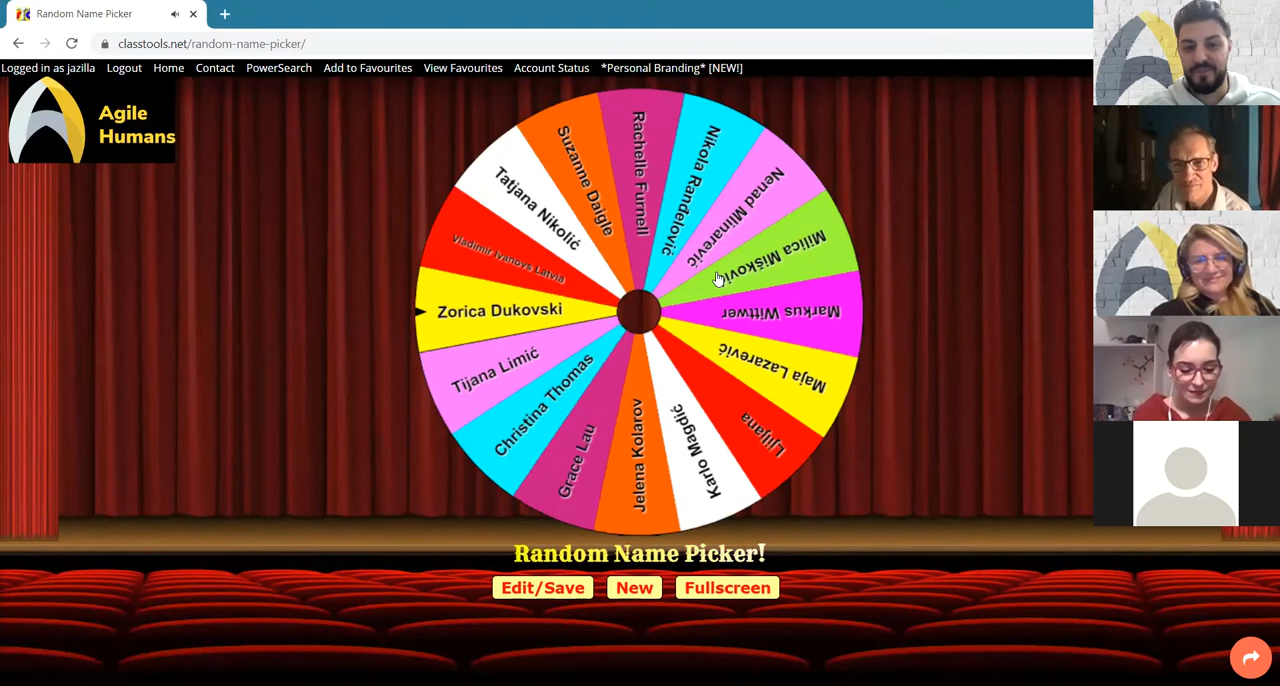 Random Name Picker
classtools.net/random-name-picker/
Logged in as jazilla Logout Home Contact PowerSearch Add to Favourites View Favourites Account Status *Personal Branding* [NEW!]
Agile
Humans
Rachelle Furnell
Nikola Ranđelović
Nenad Mlinarević
Milica Miškovi
Markus Wittwer
Maja Lazarević
Ljiljana
Karlo Magdić
Jelena Kolarov
Grace Lau
Christina Thomas
Tijana Limić
Zorica Dukovski
Vladimir Ivanovs Latvia
Tatjana Nikolić
Suzanne Daigle
Random Name Picker!
Edit/Save New Fullscreen